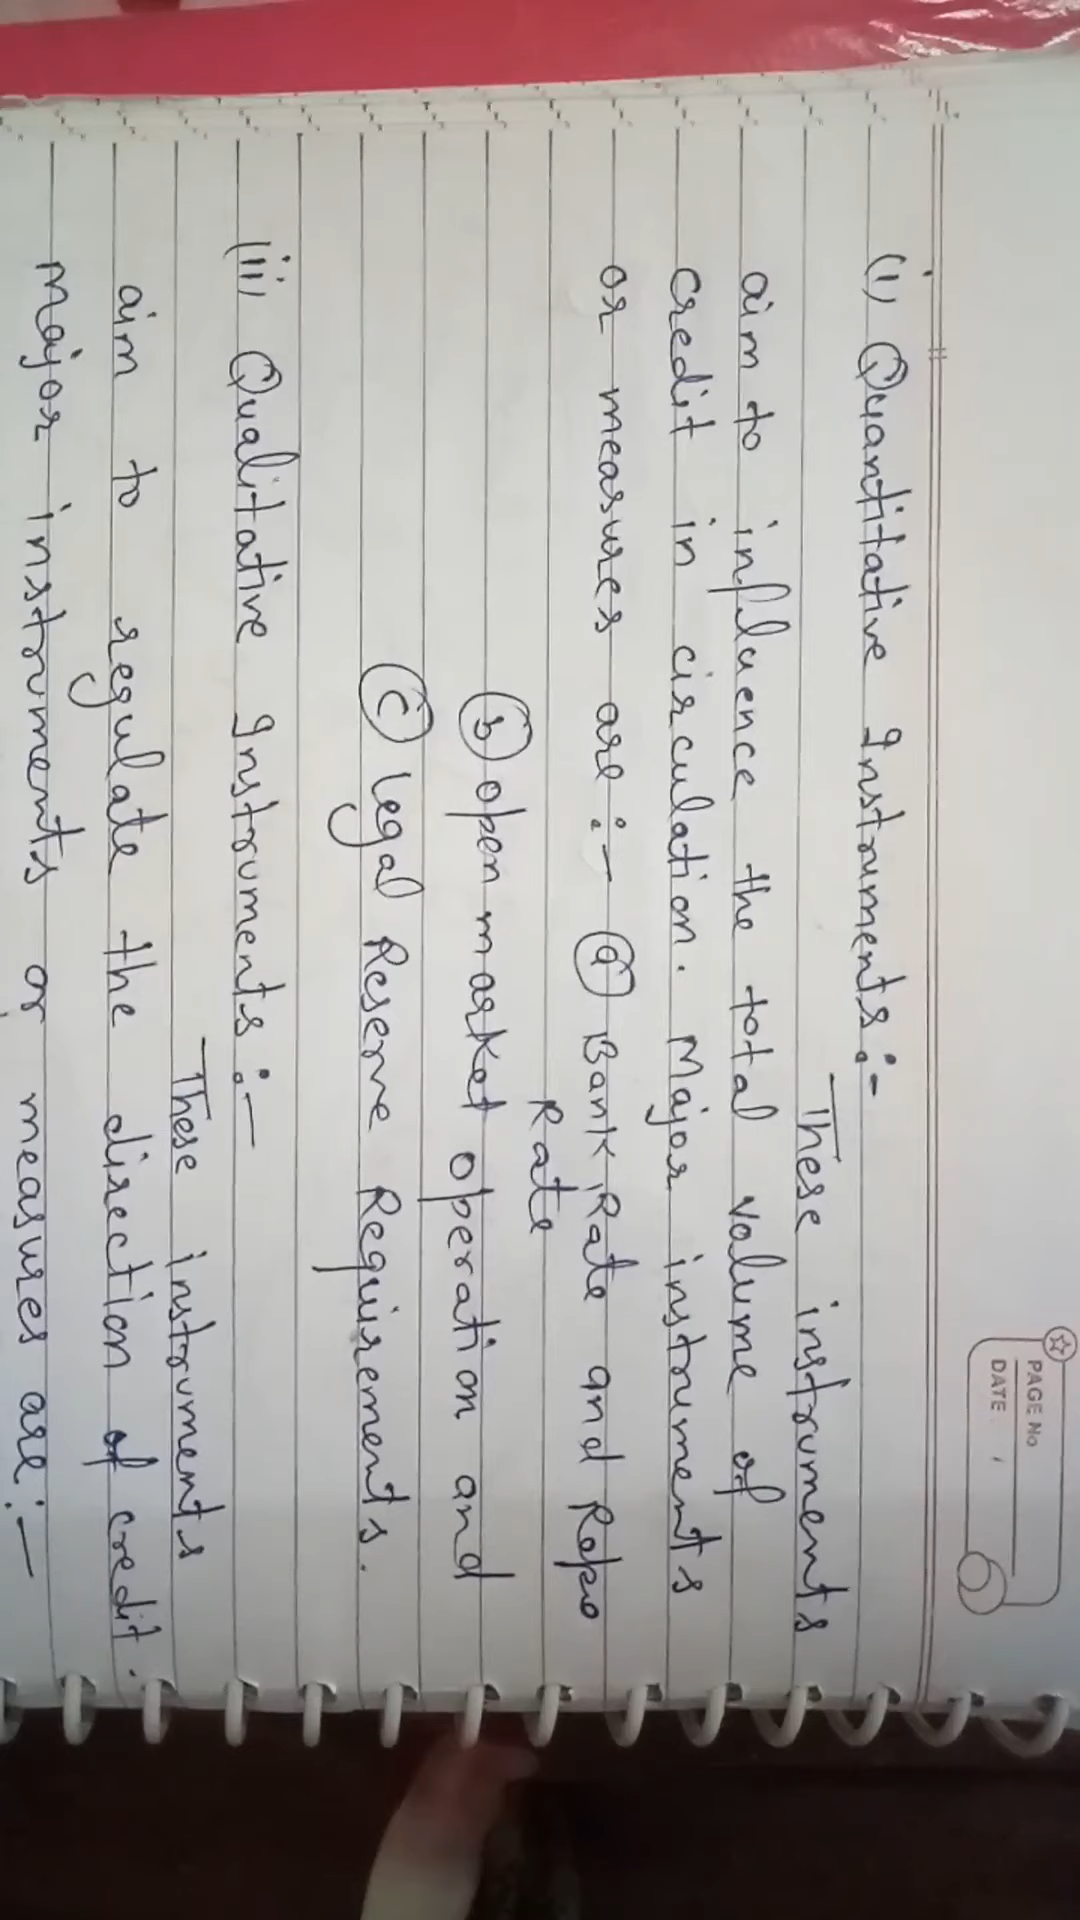 PAGE No
DATE
(i) Quantitative Instruments :-
These instruments
aim to influence the total volume of
credit in circulation. Major instruments
or measures are :- (a) Bank Rate and Repo
Rate
(b) open market operation and
(c) legal Reserve Requirements.
(ii) Qualitative Instruments :-
These instruments
aim to regulate the direction of credit.
Major instruments or measures are :-